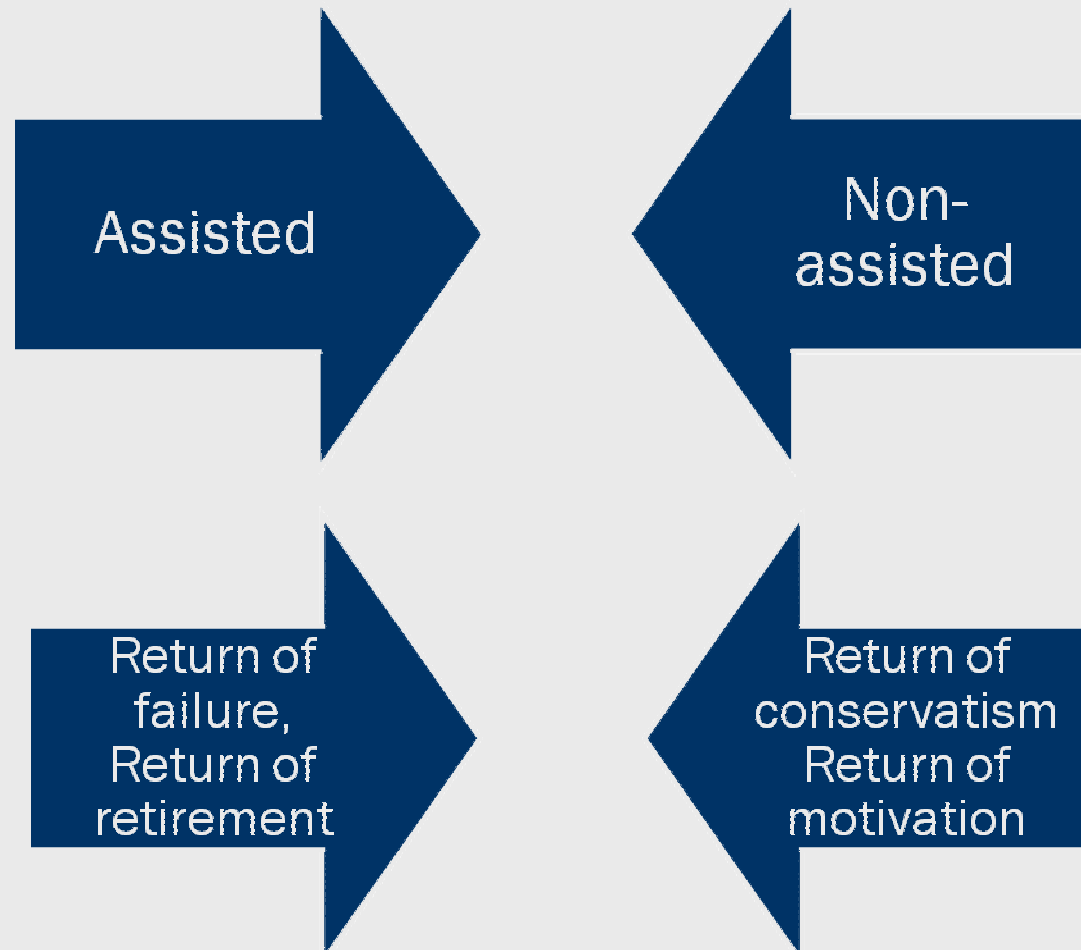 Assisted
Non-
assisted
Return of
failure,
Return of
retirement
Return of
conservatism
Return of
motivation